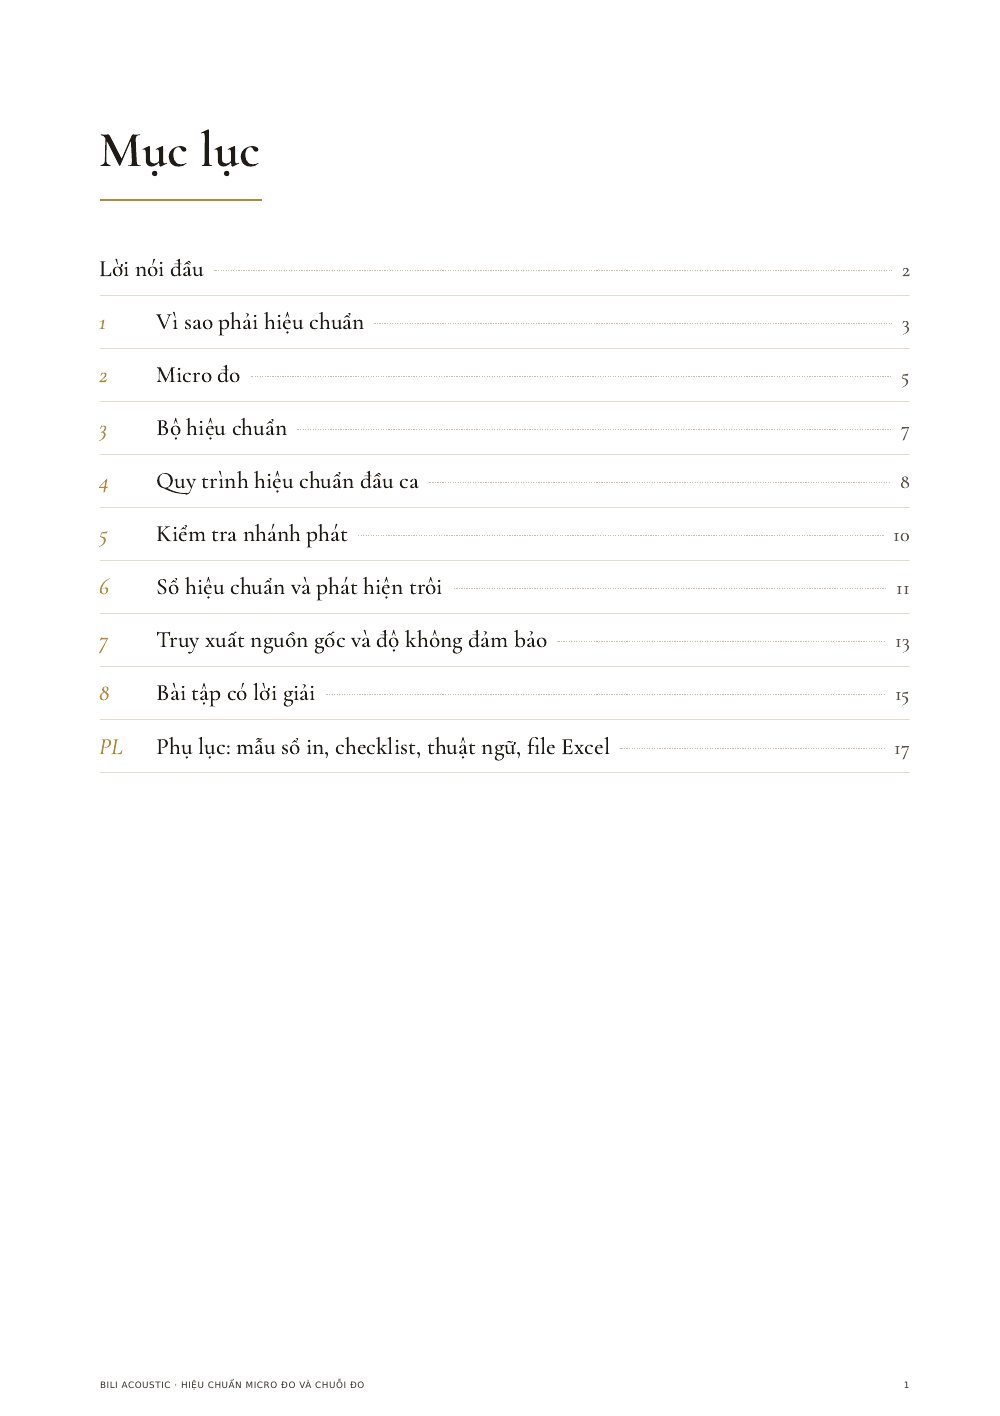 Mục lục
Lời nói đầu 2
1 Vì sao phải hiệu chuẩn 3
2 Micro đo 5
3 Bộ hiệu chuẩn 7
4 Quy trình hiệu chuẩn đầu ca 8
5 Kiểm tra nhánh phát 10
6 Sổ hiệu chuẩn và phát hiện trôi 11
7 Truy xuất nguồn gốc và độ không đảm bảo 13
8 Bài tập có lời giải 15
PL Phụ lục: mẫu sổ in, checklist, thuật ngữ, file Excel 17
BILI ACOUSTIC · HIỆU CHUẨN MICRO ĐO VÀ CHUỖI ĐO 1